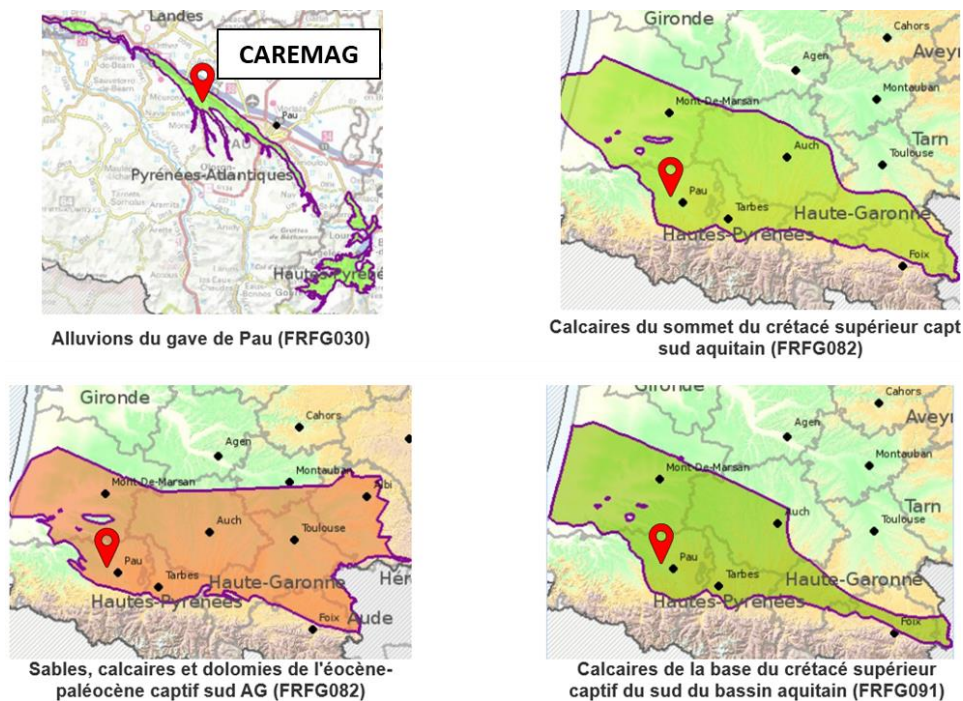 Landes
CAREMAG
Pau
Pyrénées-Atlantiques
Hautes-Pyréné
Alluvions du gave de Pau (FRFG030)
Gironde
Cahors
Avey
Agen
Montauban
Mont-De-Marsan
Tarn
Auch
Toulouse
Pau
Tarbes
Haute-Garonne
Hautes-Pyrénées
Foix
Calcaires du sommet du crétacé supérieur capt
sud aquitain (FRFG082)
Gironde
Cahors
Agen
Montauban
Mont-De-Marsan
Albi
Auch
Toulouse
Pau
Tarbes
Haute-Garonne
Hér
Hautes-Pyrénées
Foix
Aude
Sables, calcaires et dolomies de l'éocène-
paléocène captif sud AG (FRFG082)
Gironde
Cahors
Avey
Agen
Montauban
Mont-De-Marsan
Tarn
Auch
Toulouse
Pau
Tarbes
Haute-Garonne
Hautes-Pyrénées
Foix
Calcaires de la base du crétacé supérieur
captif du sud du bassin aquitain (FRFG091)